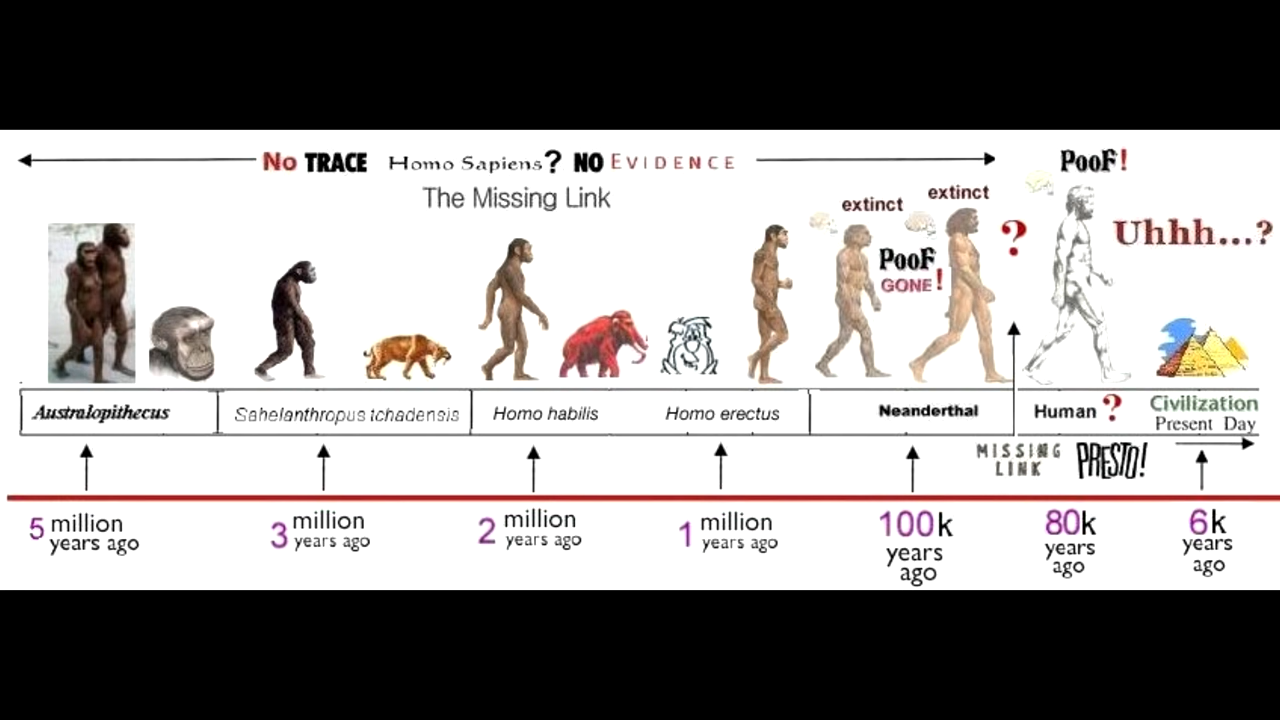 No TRACE Homo Sapiens? NO EVIDENCE
The Missing Link
PooF!
extinct
extinct
PooF
GONE!
?
Uhhh...?
Australopithecus
Sahelanthropus tchadensis
Homo habilis
Homo erectus
Neanderthal
Human ?
Civilization
Present Day
MISSING
LINK
PRESTO!
5 million
years ago
3 million
years ago
2 million
years ago
1 million
years ago
100k
years
ago
80k
years
ago
6k
years
ago